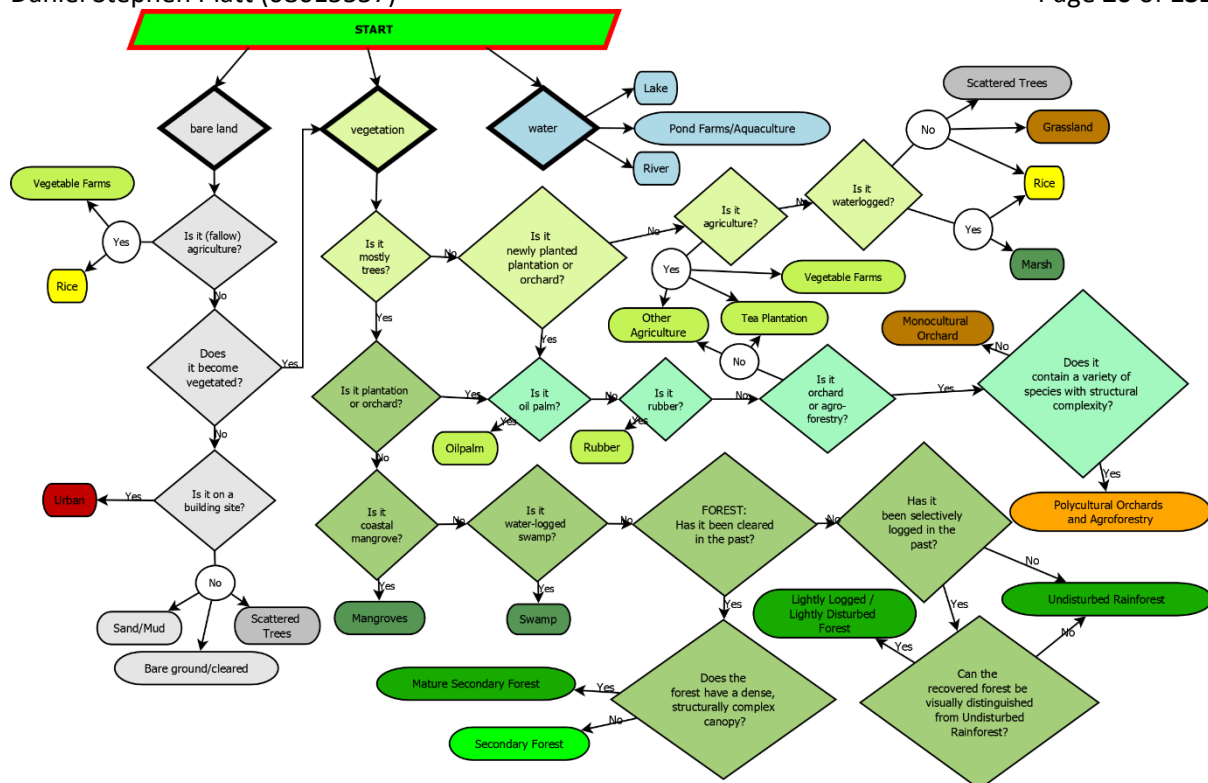 START
bare land
vegetation
water
Lake
Pond Farms/Aquaculture
River
Scattered Trees
No
Grassland
Rice
Is it
waterlogged?
Yes
Marsh
Vegetable Farms
Yes
Rice
Is it (fallow)
agriculture?
No
Is it
mostly
trees?
No
Is it
newly planted
plantation or
orchard?
No
Is it
agriculture?
Yes
Vegetable Farms
Other
Agriculture
Tea Plantation
No
Monocultural
Orchard
No
Does it
contain a variety of
species with structural
complexity?
Does
it become
vegetated?
Yes
Yes
Yes
Is it plantation
or orchard?
Yes
Is it
oil palm?
No
Is it
rubber?
No
Is it
orchard
or agro-
forestry?
Yes
Yes
Oilpalm
Yes
Rubber
No
No
Yes
Urban
Yes
Is it on a
building site?
Is it
coastal
mangrove?
No
Is it
water-logged
swamp?
No
FOREST:
Has it been cleared
in the past?
No
Has it
been selectively
logged in the
past?
Polycultural Orchards
and Agroforestry
No
No
Yes
Yes
Yes
Yes
Sand/Mud
Scattered
Trees
Bare ground/cleared
Mangroves
Swamp
Lightly Logged /
Lightly Disturbed
Forest
Undisturbed Rainforest
Yes
No
Mature Secondary Forest
Yes
Does the
forest have a dense,
structurally complex
canopy?
Can the
recovered forest be
visually distinguished
from Undisturbed
Rainforest?
No
Secondary Forest